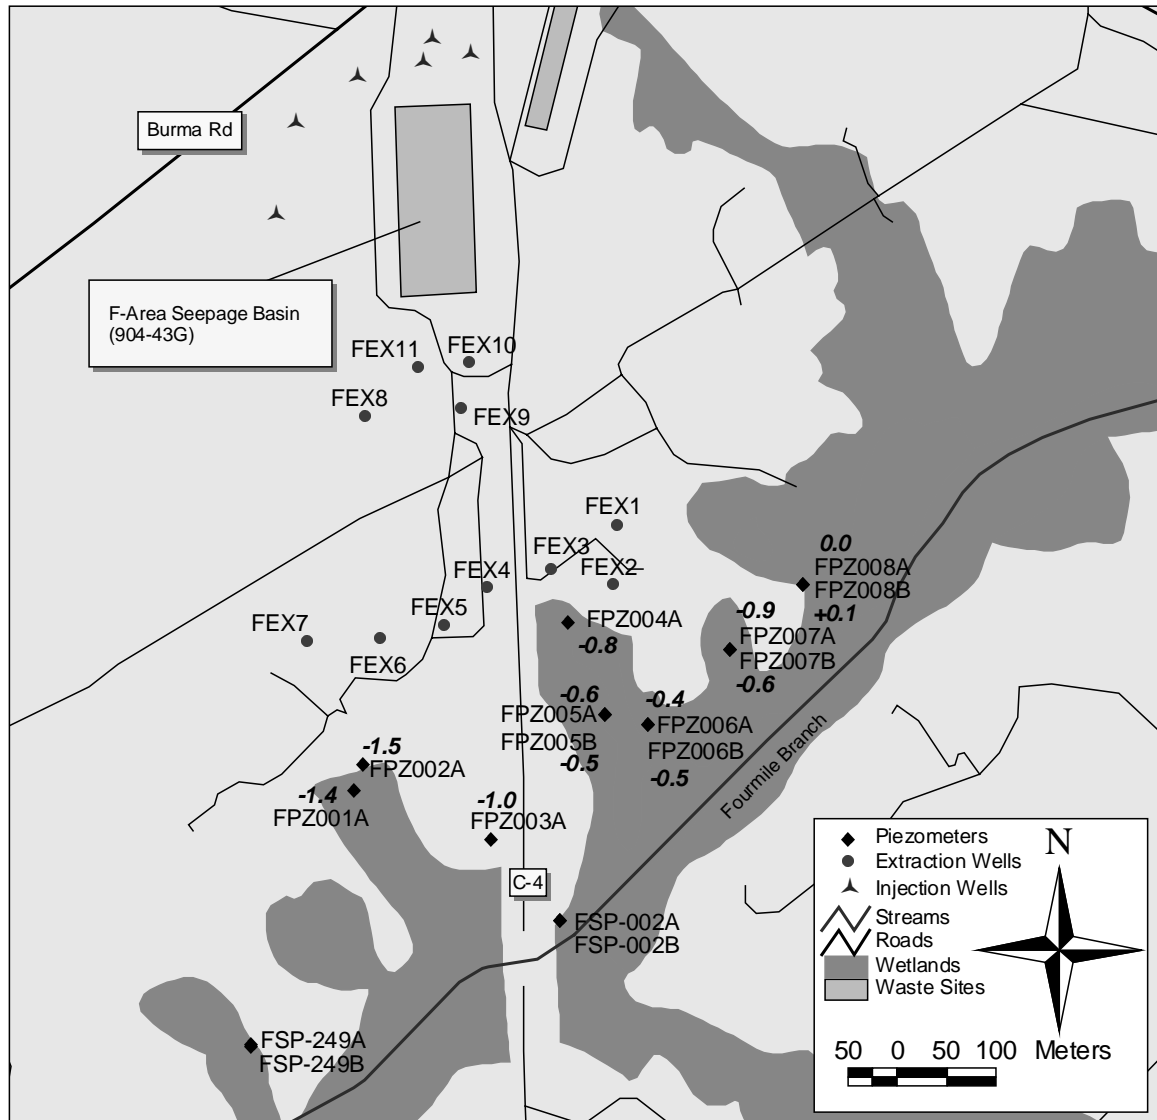 Burma Rd
F-Area Seepage Basin
(904-43G)
FEX11
FEX10
FEX8
FEX9
FEX1
FEX3
FEX2
FEX4
FEX5
FEX7
FEX6
0.0
FPZ008A
FPZ008B
+0.1
FPZ004A
-0.8
-0.9
FPZ007A
FPZ007B
-0.6
-0.6
FPZ005A
FPZ005B
-0.5
-0.4
FPZ006A
FPZ006B
-0.5
Fourmile Branch
-1.5
FPZ002A
-1.4
FPZ001A
-1.0
FPZ003A
C-4
FSP-002A
FSP-002B
FSP-249A
FSP-249B
Piezometers
Extraction Wells
Injection Wells
Streams
Roads
Wetlands
Waste Sites
N
50 0 50 100 Meters